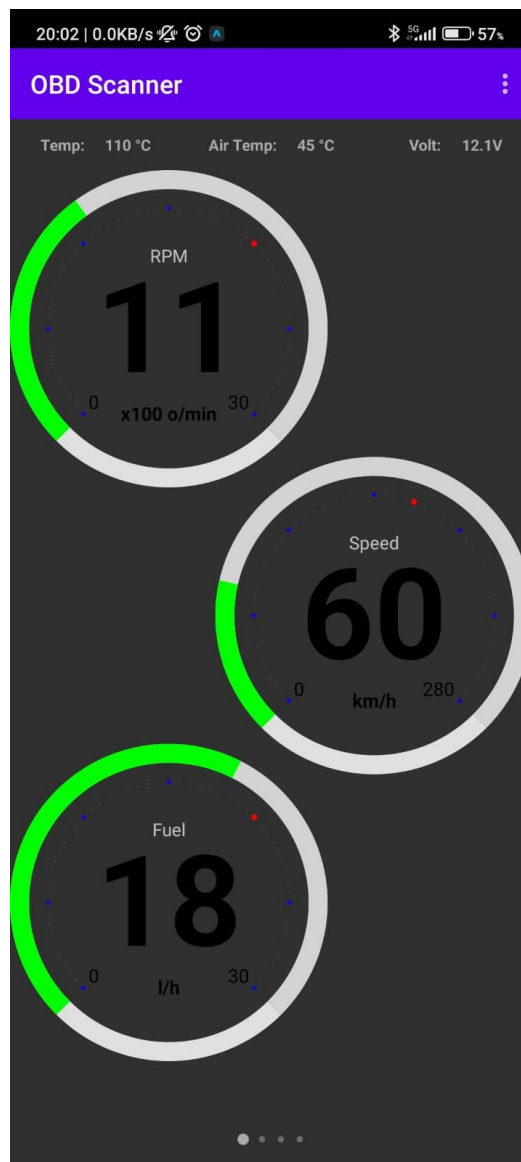 20:02 | 0.0KB/s 5G 57%
OBD Scanner
Temp: 110 °C Air Temp: 45 °C Volt: 12.1V
RPM
11
0 x100 o/min 30
Speed
60
0 km/h 280
Fuel
18
0 l/h 30